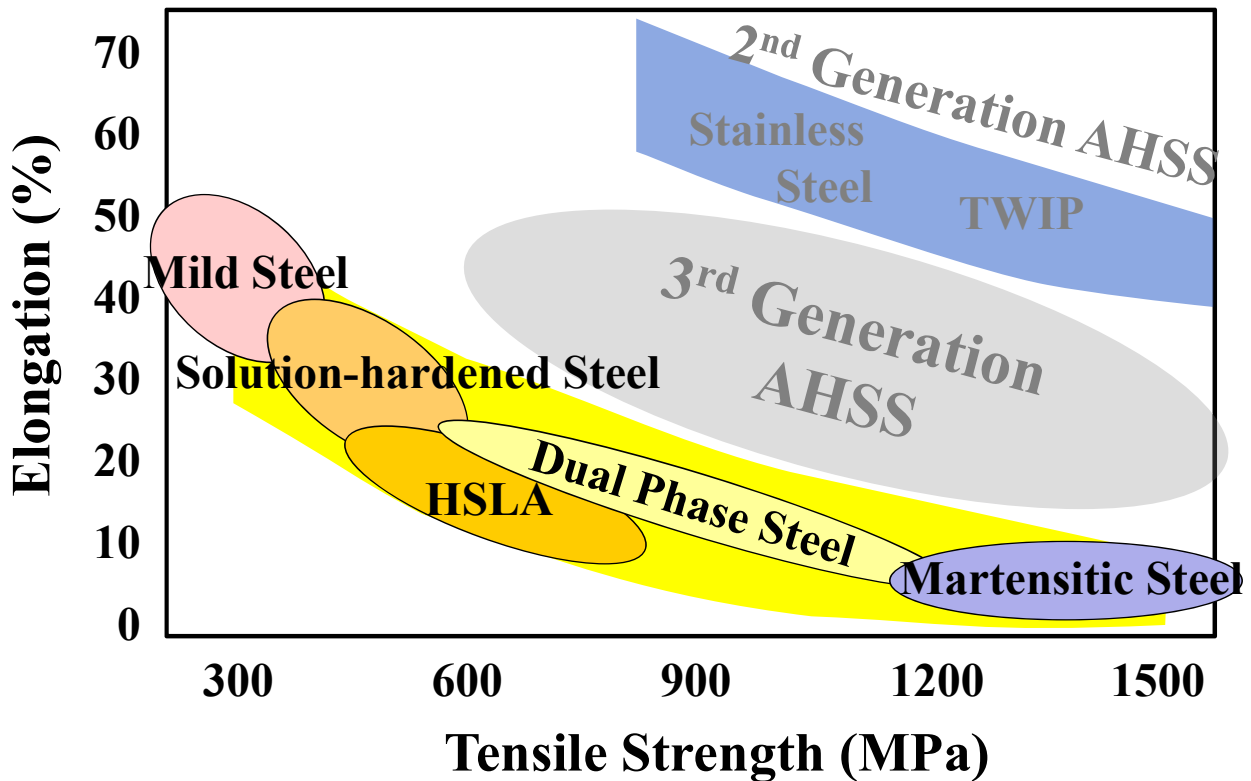 70
60
50
40
30
20
10
0
Elongation (%)
2nd Generation AHSS
Stainless
Steel
TWIP
3rd Generation
AHSS
Mild Steel
Solution-hardened Steel
HSLA
Dual Phase Steel
Martensitic Steel
300 600 900 1200 1500
Tensile Strength (MPa)